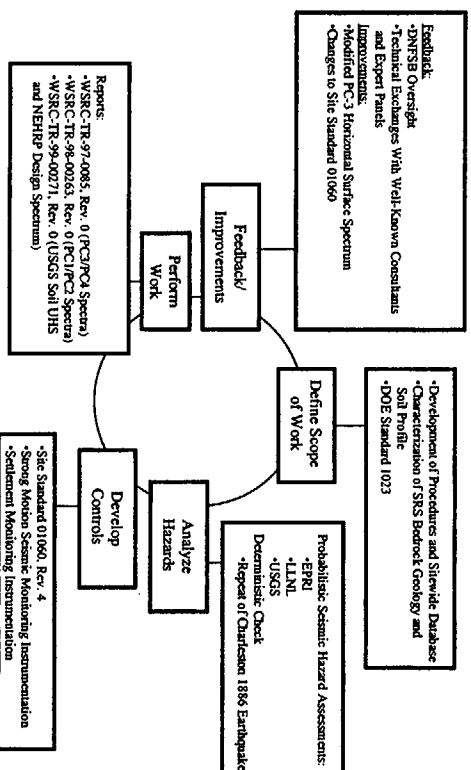 Feedback:
•DNFSB Oversight
•Technical Exchanges With Well-Known Consultants
and Expert Panels
Improvements:
•Modified PC-3 Horizontal Surface Spectrum
•Changes to Site Standard 01060
•Development of Procedures and Sitewide Database
•Characterization of SRS Bedrock Geology and
Soil Profile
•DOE Standard 1023
Define Scope
of Work
Feedback/
Improvements
Probabilistic Seismic Hazard Assessments:
•EPRI
•LLNL
•USGS
Deterministic Check
•Repeat of Charleston 1886 Earthquake
Analyze
Hazards
Perform
Work
Develop
Controls
Reports:
•WSRC-TR-97-0085, Rev. 0 (PC3/PC4 Spectra)
•WSRC-TR-98-00263, Rev. 0 (PC1/PC2 Spectra)
•WSRC-TR-99-00271, Rev. 0 (USGS Soil UHS
and NEHRP Design Spectrum)
•Site Standard 01060, Rev. 4
•Strong Motion Seismic Monitoring Instrumentation
•Settlement Monitoring Instrumentation